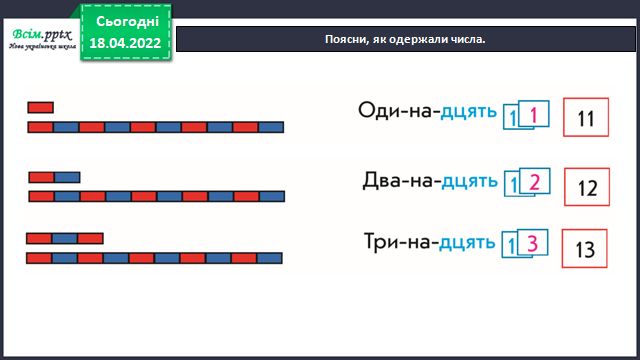 Всім.pptx
Нова українська школа
Сьогодні
18.04.2022
Поясни, як одержали числа.
Оди-на-дцять 1 1 11
Два-на-дцять 1 2 12
Три-на-дцять 1 3 13